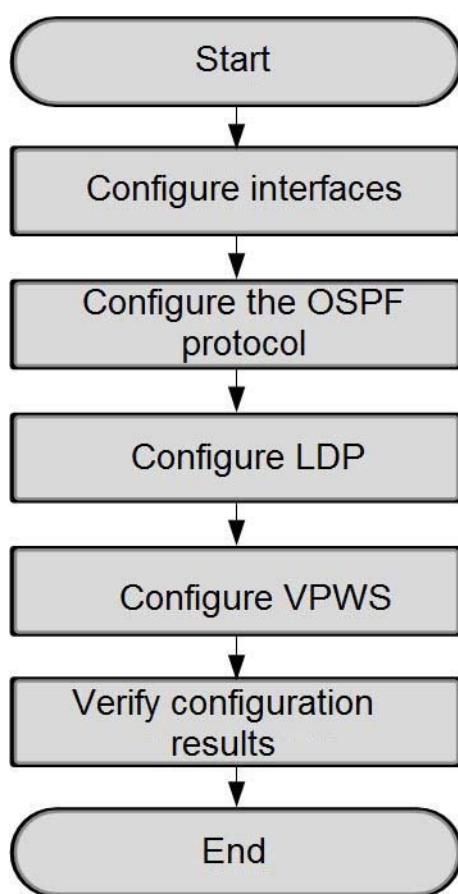 Start
Configure interfaces
Configure the OSPF
protocol
Configure LDP
Configure VPWS
Verify configuration
results
End